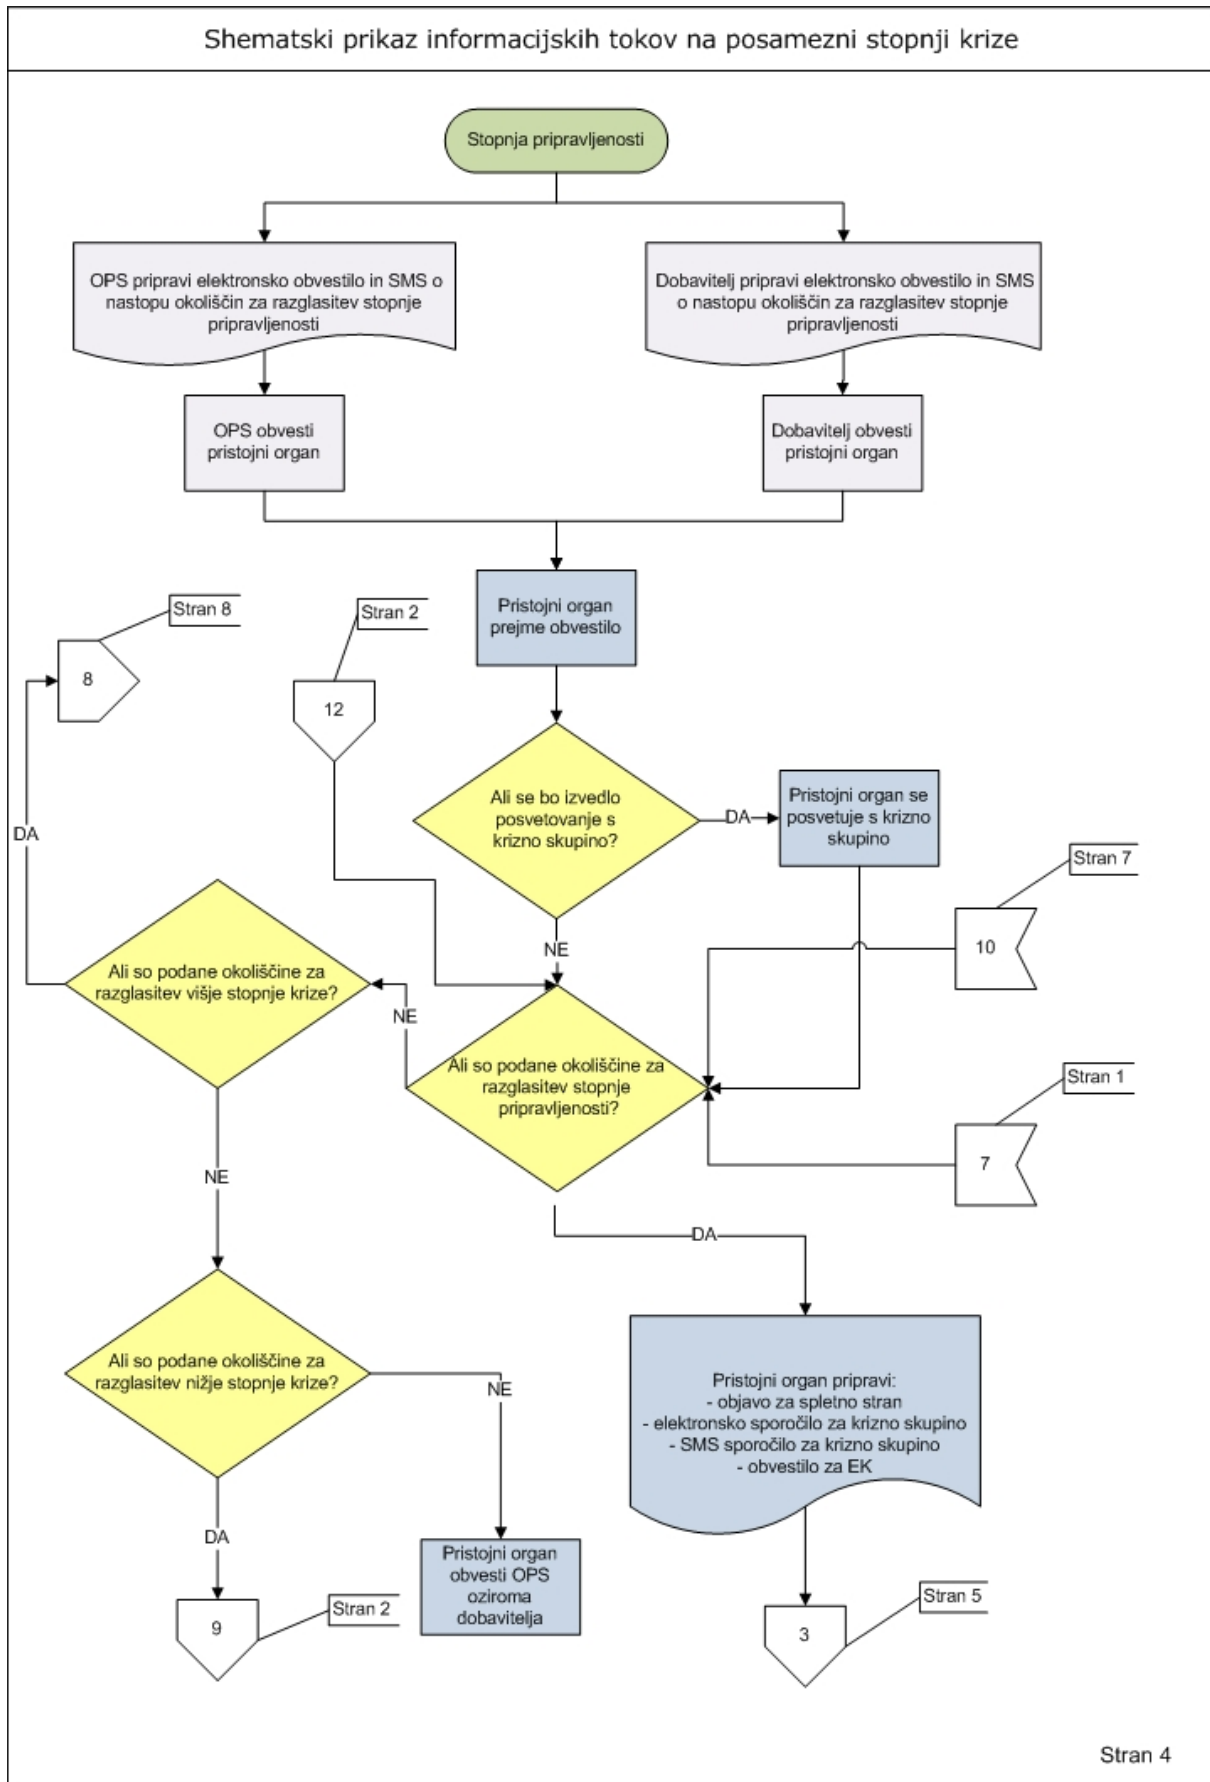 Shematski prikaz informacijskih tokov na posamezni stopnji krize
Stopnja pripravljenosti
OPS pripravi elektronsko obvestilo in SMS o
nastopu okoliščin za razglasitev stopnje
pripravljenosti
Dobavitelj pripravi elektronsko obvestilo in SMS
o nastopu okoliščin za razglasitev stopnje
pripravljenosti
OPS obvesti
pristojni organ
Dobavitelj obvesti
pristojni organ
Pristojni organ
prejme obvestilo
Stran 8
8
Stran 2
12
Ali se bo izvedlo
posvetovanje s
krizno skupino?
DA
Pristojni organ se
posvetuje s krizno
skupino
DA
Stran 7
10
NE
Ali so podane okoliščine za
razglasitev višje stopnje krize?
NE
Ali so podane okoliščine za
razglasitev stopnje
pripravljenosti?
Stran 1
7
NE
DA
Ali so podane okoliščine za
razglasitev nižje stopnje krize?
NE
Pristojni organ pripravi:
- objavo za spletno stran
- elektronsko sporočilo za krizno skupino
- SMS sporočilo za krizno skupino
- obvestilo za EK
DA
Pristojni organ
obvesti OPS
oziroma
dobavitelja
Stran 2
9
Stran 5
3
Stran 4